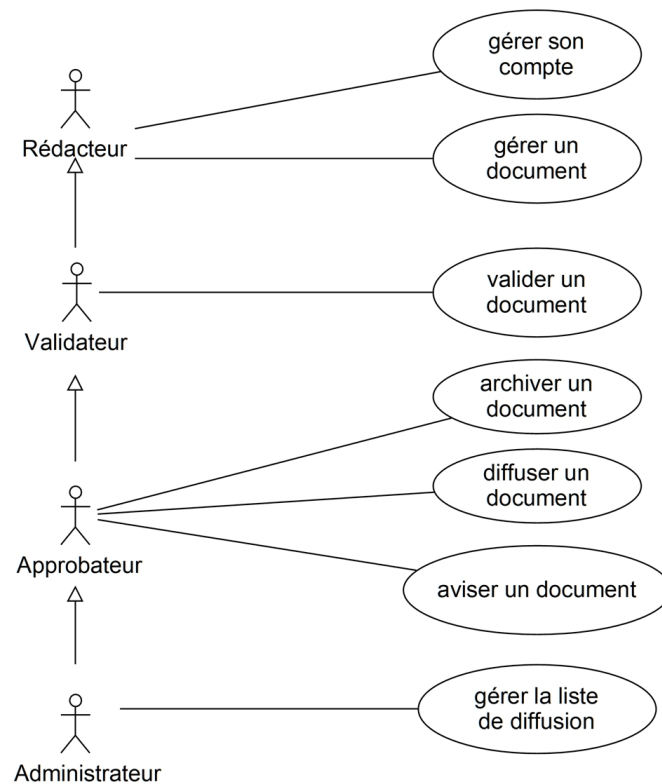 gérer son
compte
Rédacteur
gérer un
document
valider un
document
Validateur
archiver un
document
diffuser un
document
Approbateur
aviser un document
gérer la liste
de diffusion
Administrateur